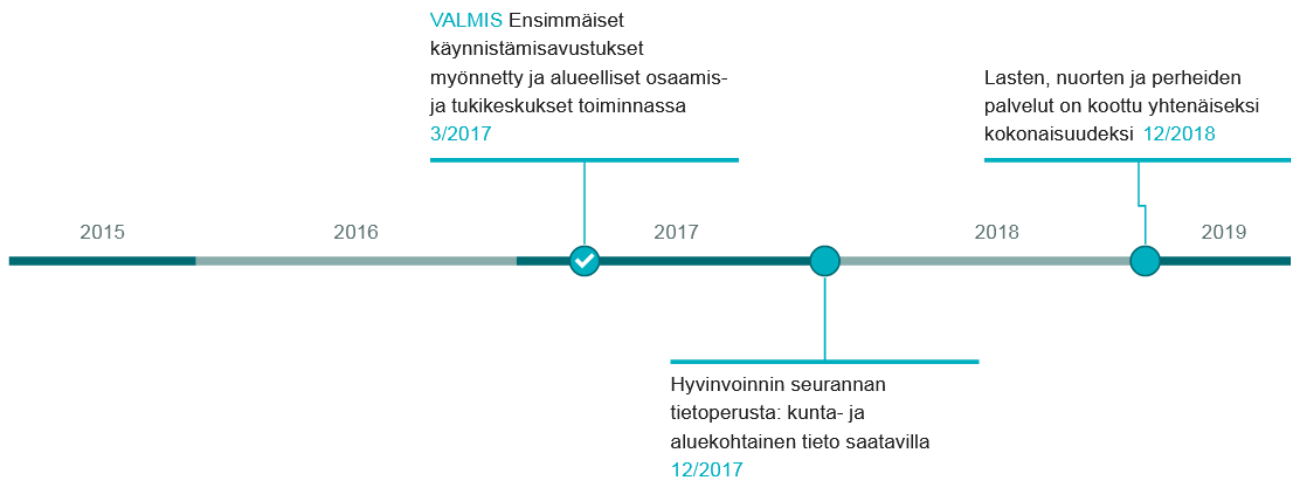 VALMIS Ensimmäiset
käynnistämisavustukset
myönnetty ja alueelliset osaamis-
ja tukikeskukset toiminnassa
3/2017
Lasten, nuorten ja perheiden
palvelut on koottu yhtenäiseksi
kokonaisuudeksi 12/2018
2015
2016
2017
2018
2019
Hyvinvoinnin seurannan
tietoperusta: kunta- ja
aluekohtainen tieto saatavilla
12/2017